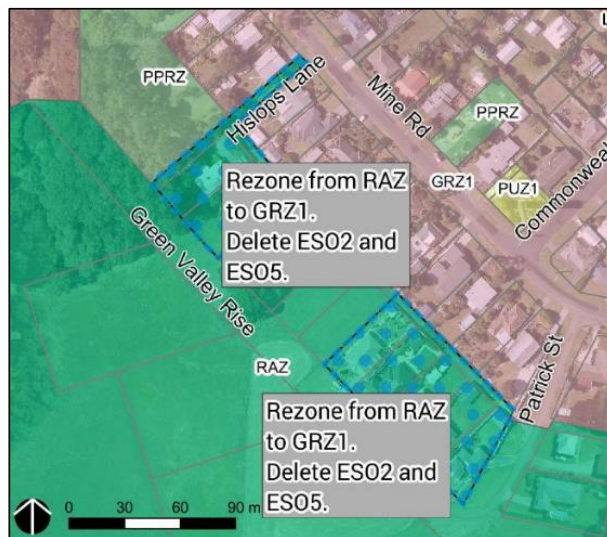 PPRZ
Hislops Lane
Mine Rd
PPRZ
GRZ1
PUZ1
Commonweal
Rezone from RAZ
to GRZ1.
Delete ESO2 and
ESO5.
Green Valley Rise
RAZ
Patrick St
Rezone from RAZ
to GRZ1.
Delete ESO2 and
ESO5.
0 30 60 90 m